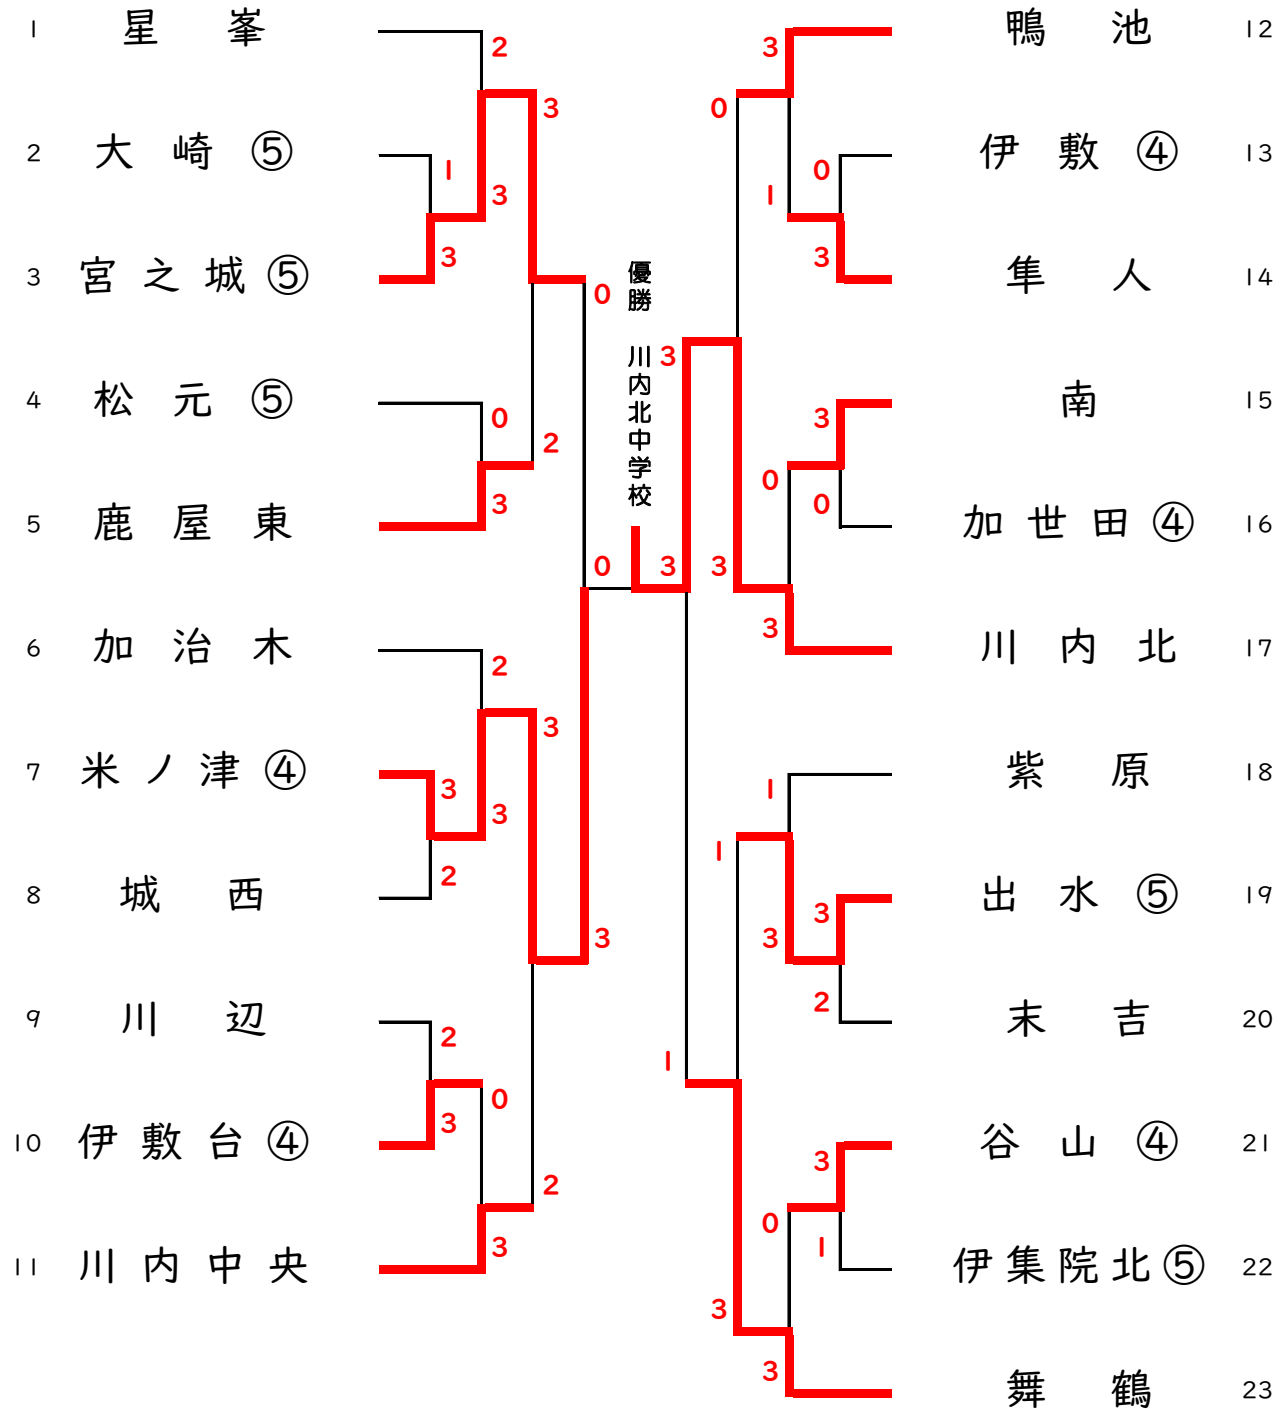 1 星峯
2 大崎⑤
3 宮之城⑤
4 松元⑤
5 鹿屋東
6 加治木
7 米ノ津④
8 城西
9 川辺
10 伊敷台④
11 川内中央
2
1
3
3
3
0
3
2
0
2
3
2
3
3
2
3
0
2
3
2
3
0
3
優勝 川内北中学校
3
3
3
0
1
0
3
3
0
0
3
1
3
2
3
1
1
3
1
0
3
3
鴨池 12
伊敷④ 13
隼人 14
南 15
加世田④ 16
川内北 17
紫原 18
出水⑤ 19
末吉 20
谷山④ 21
伊集院北⑤ 22
舞鶴 23